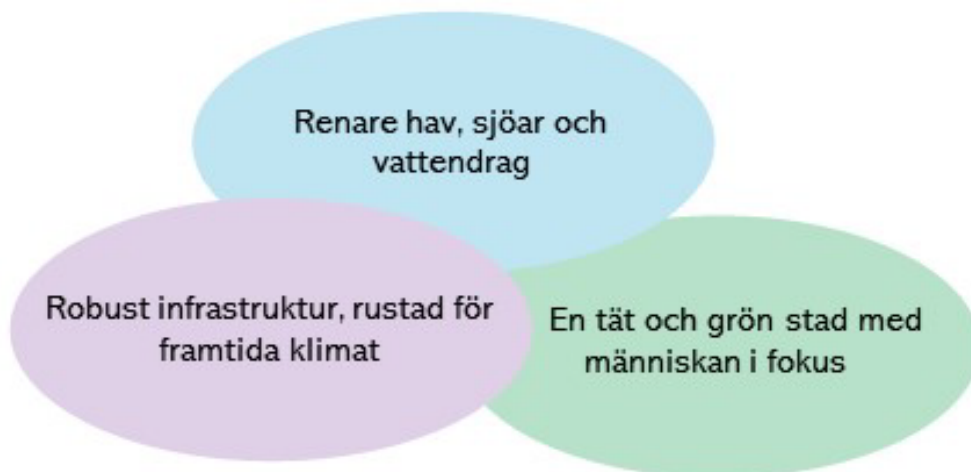 Renare hav, sjöar och
vattendrag
Robust infrastruktur, rustad för
framtida klimat
En tät och grön stad med
människan i fokus